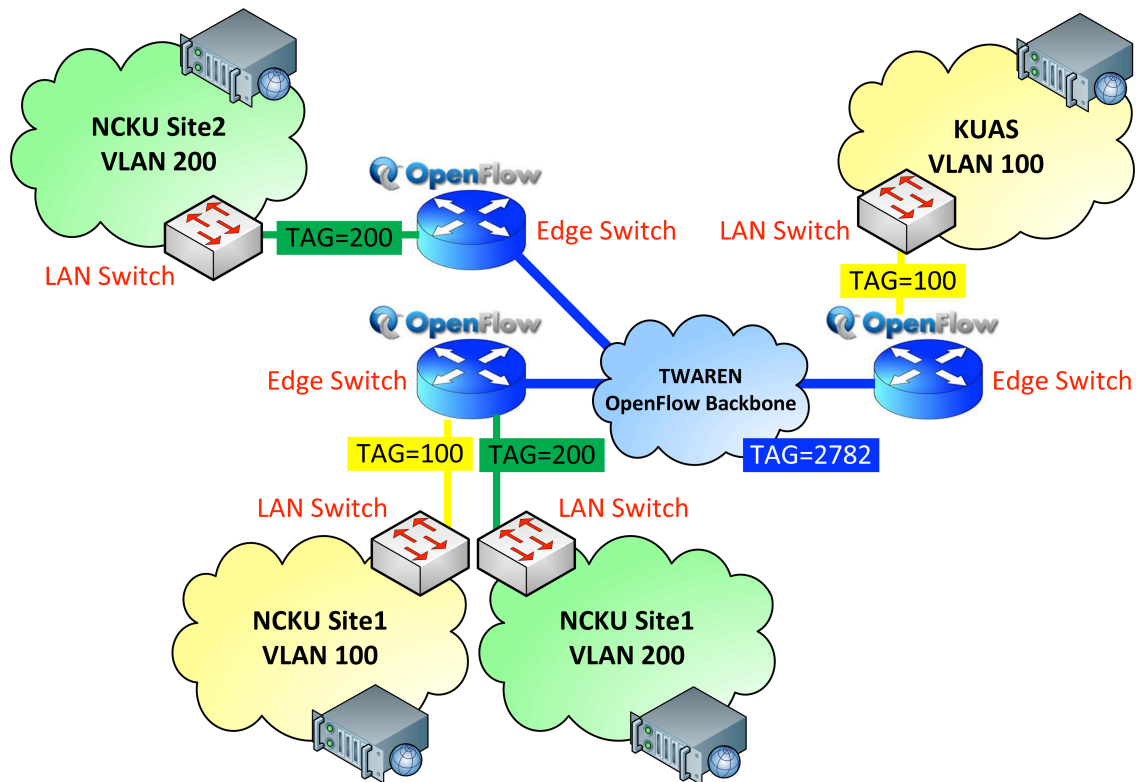 NCKU Site2
VLAN 200
KUAS
VLAN 100
OpenFlow
TAG=200
Edge Switch
LAN Switch
LAN Switch
TAG=100
OpenFlow
OpenFlow
Edge Switch
TWAREN
OpenFlow Backbone
Edge Switch
TAG=100
TAG=200
TAG=2782
LAN Switch
LAN Switch
NCKU Site1
VLAN 100
NCKU Site1
VLAN 200